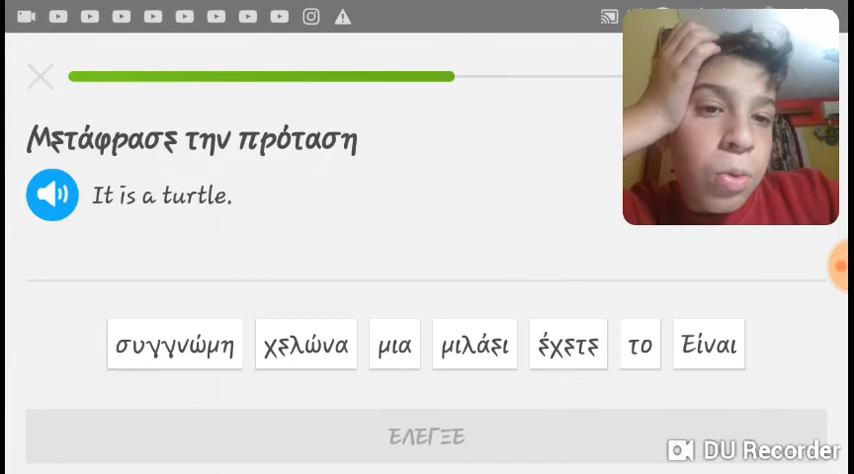 Μετάφρασε την πρόταση
It is a turtle.
συγγνώμη χελώνα μια μιλάει έχετε το Είναι
ΕΛΕΓΞΕ
DU Recorder